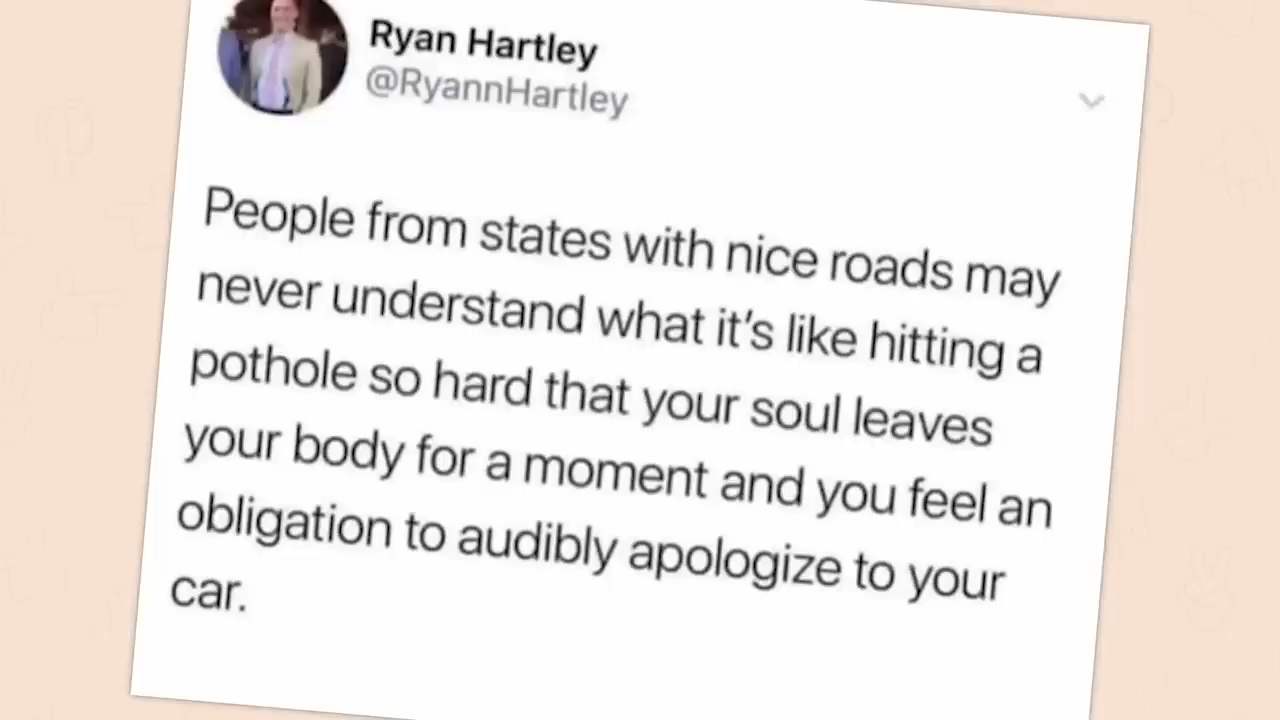 Ryan Hartley
@RyannHartley
People from states with nice roads may
never understand what it's like hitting a
pothole so hard that your soul leaves
your body for a moment and you feel an
obligation to audibly apologize to your
car.